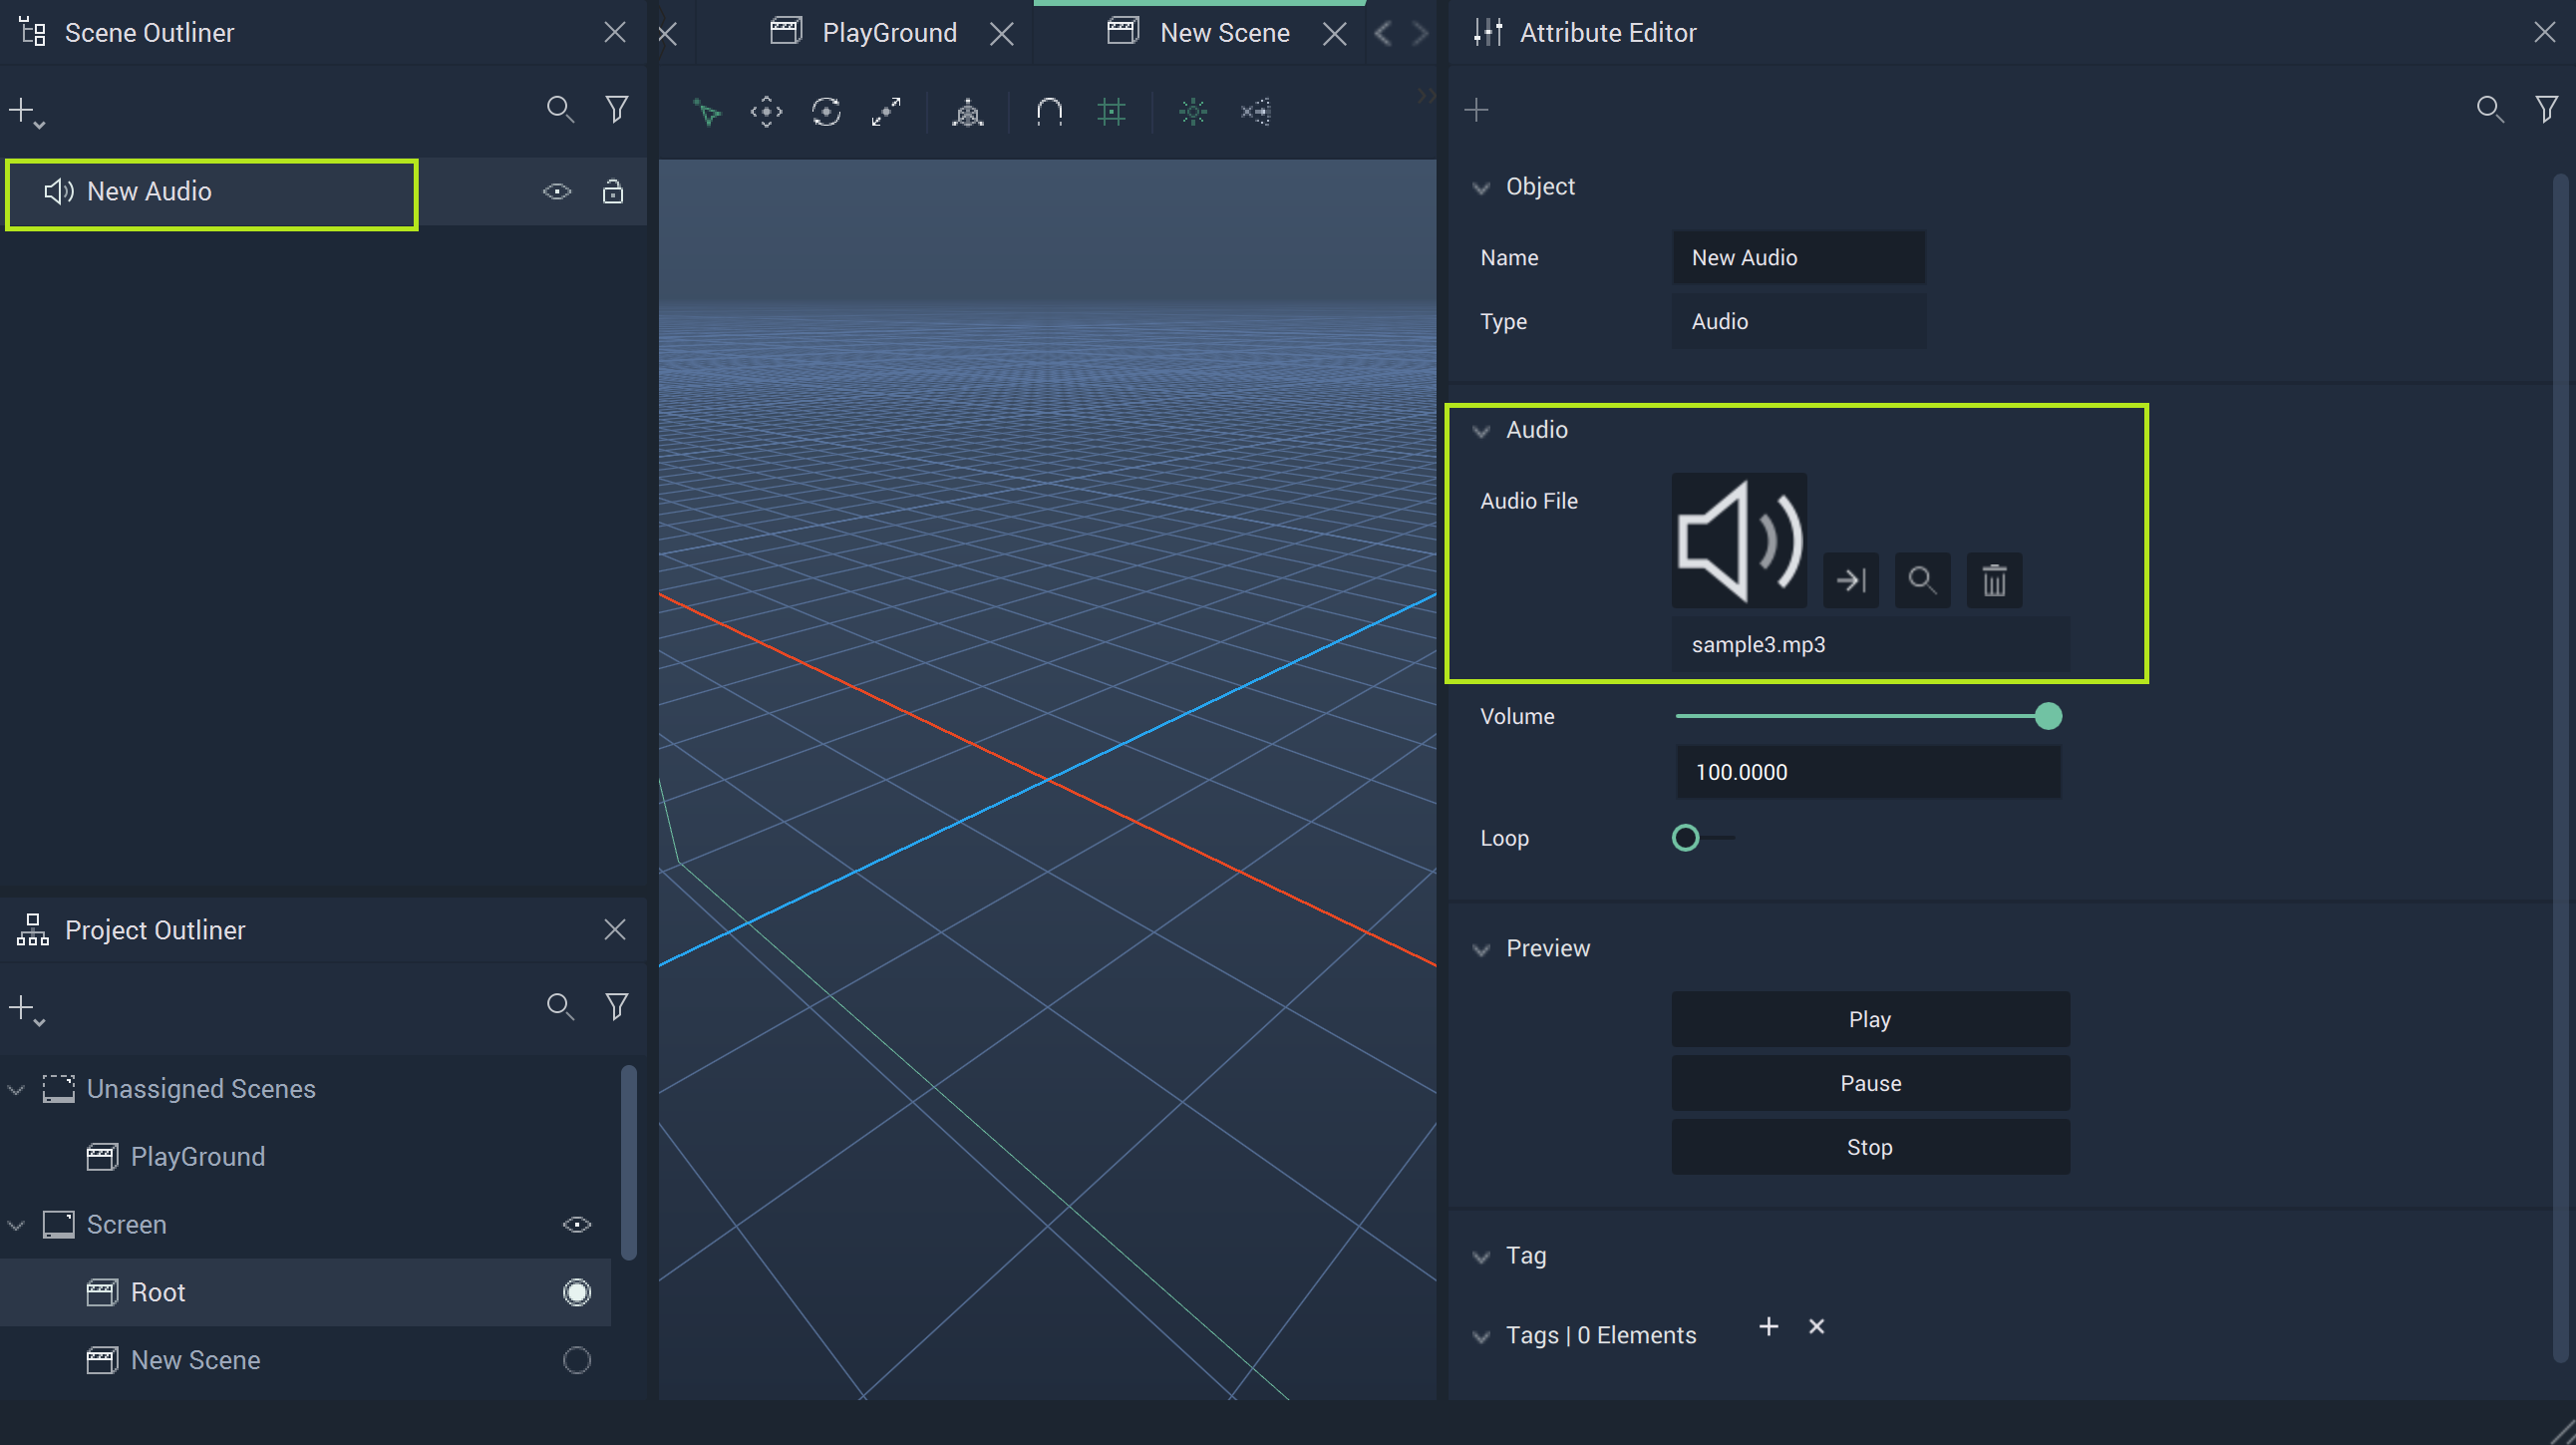 Scene Outliner
New Audio
Project Outliner
Unassigned Scenes
PlayGround
Screen
Root
New Scene
PlayGround
New Scene
Attribute Editor
Object
Name
New Audio
Type
Audio
Audio
Audio File
sample3.mp3
Volume
100.0000
Loop
Preview
Play
Pause
Stop
Tag
Tags | 0 Elements